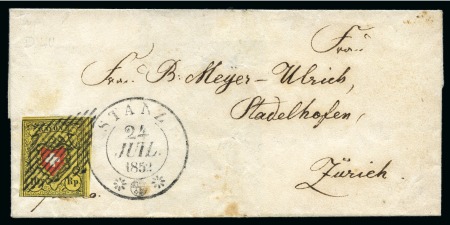 Frau
Frau B. Meyer-Ulrich,
Stadelhofen,
Zürich.
STANZ
24
JUIL.
1852